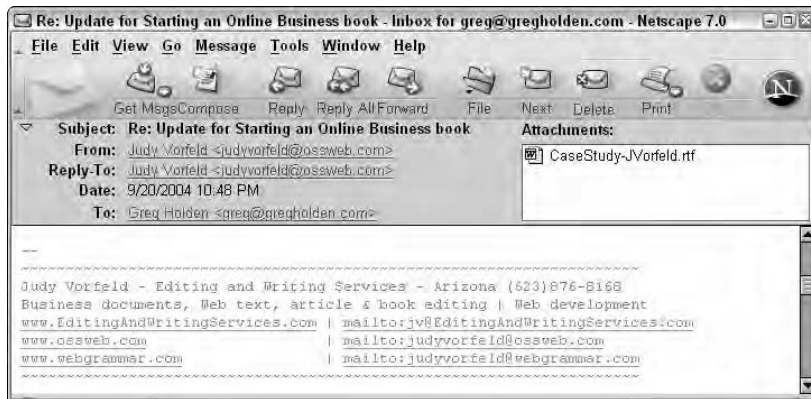 Re: Update for Starting an Online Business book - Inbox for greg@gregholden.com - Netscape 7.0
File Edit View Go Message Tools Window Help
Get Msgs Compose Reply Reply All Forward File Next Delete Print
N
Subject: Re: Update for Starting an Online Business book
Attachments:
From: Judy Vorfeld <judyvorfeld@ossweb.com>
CaseStudy-JVorfeld.rtf
Reply-To: Judy Vorfeld <judyvorfeld@ossweb.com>
Date: 9/20/2004 10:48 PM
To: Greg Holden <greg@gregholden.com>
--
~~~~~~~~~~~~~~~~~~~~~~~~~~~~~~~~~~~~~~~~~~~~~~~~~~~~~~~~~~~~~~~~
Judy Vorfeld - Editing and Writing Services - Arizona (623)876-8168
Business documents, Web text, article & book editing | Web development
www.EditingAndWritingServices.com | mailto:jv@EditingAndWritingServices.com
www.ossweb.com | mailto:judyvorfeld@ossweb.com
www.webgrammar.com | mailto:judyvorfeld@webgrammar.com
~~~~~~~~~~~~~~~~~~~~~~~~~~~~~~~~~~~~~~~~~~~~~~~~~~~~~~~~~~~~~~~~